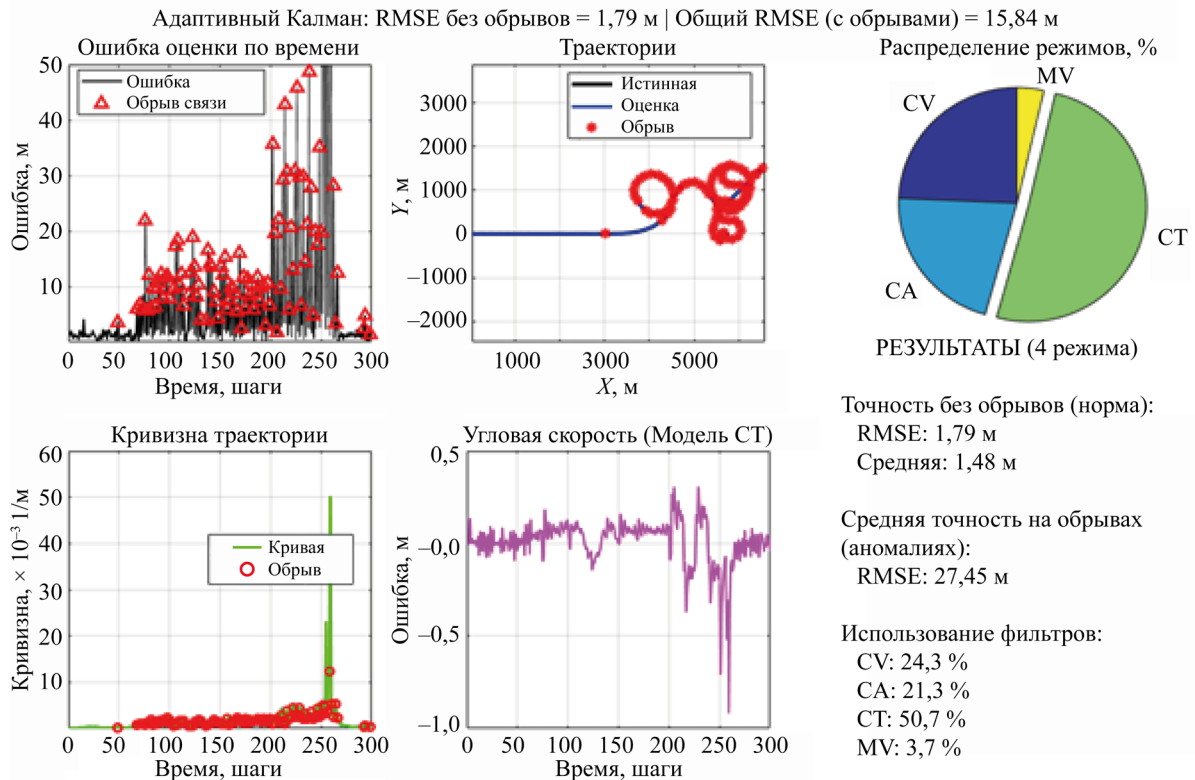 Адаптивный Калман: RMSE без обрывов = 1,79 м | Общий RMSE (с обрывами) = 15,84 м
Ошибка оценки по времени
50
40
30
20
10
0
50
100
150
200
250
300
Ошибка, м
Время, шаги
Ошибка
Обрыв связи
Траектории
3000
2000
1000
0
−1000
−2000
1000
3000
5000
Y, м
X, м
Истинная
Оценка
Обрыв
Распределение режимов, %
MV
CV
CT
CA
РЕЗУЛЬТАТЫ (4 режима)
Точность без обрывов (норма):
RMSE: 1,79 м
Средняя: 1,48 м
Средняя точность на обрывах
(аномалиях):
RMSE: 27,45 м
Использование фильтров:
CV: 24,3 %
CA: 21,3 %
CT: 50,7 %
MV: 3,7 %
Кривизна траектории
60
50
40
30
20
10
0
50
100
150
200
250
300
Кривизна, × 10⁻³ 1/м
Время, шаги
Кривая
Обрыв
Угловая скорость (Модель СТ)
0,5
−0,0
−0,5
−1,0
0
50
100
150
200
250
300
Ошибка, м
Время, шаги